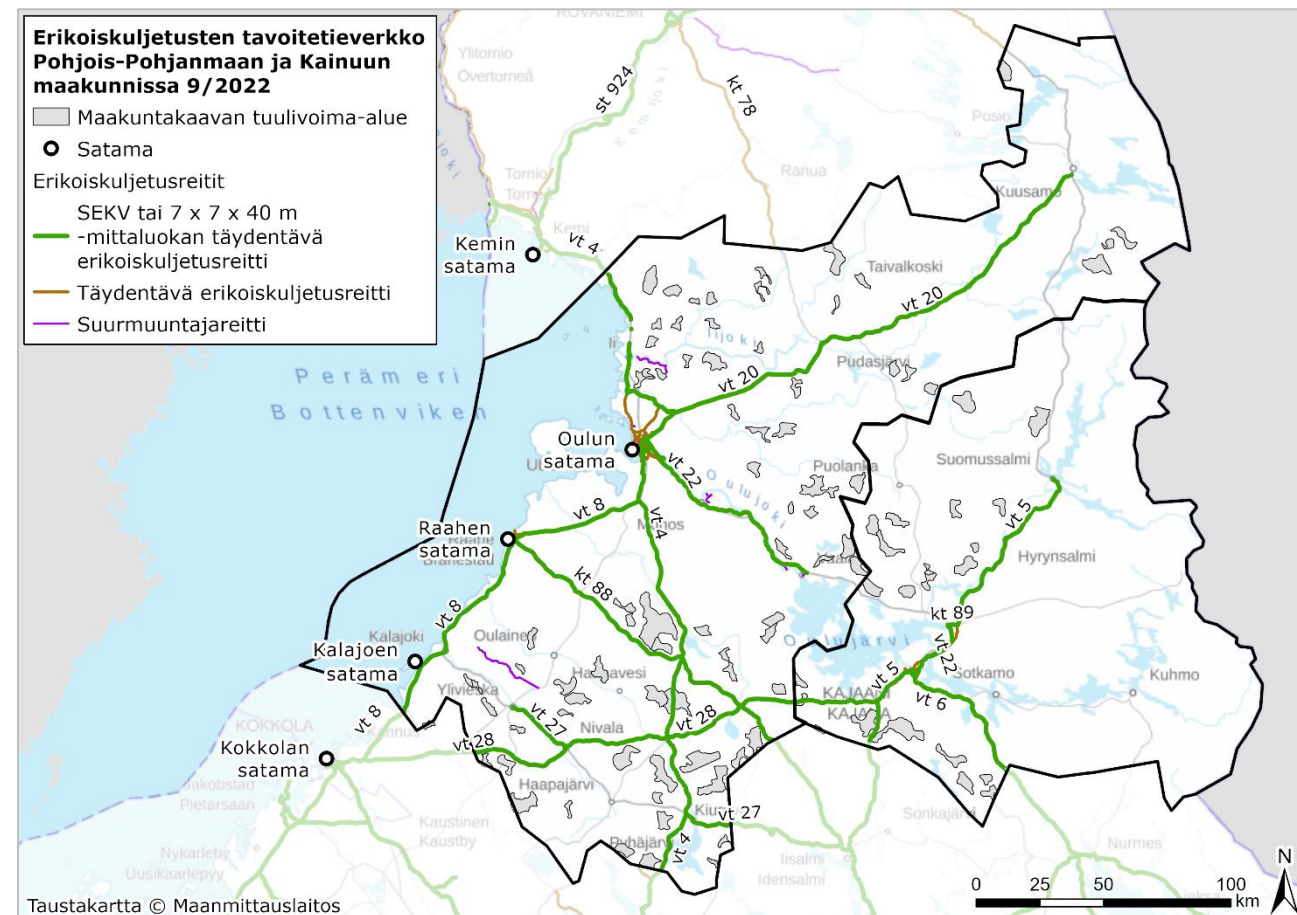 Erikoiskuljetusten tavoitetieverkko
Pohjois-Pohjanmaan ja Kainuun
maakunnissa 9/2022
Maakuntakaavan tuulivoima-alue
Satama
Erikoiskuljetusreitit
SEKV tai 7 x 7 x 40 m
-mittaluokan täydentävä
erikoiskuljetusreitti
Täydentävä erikoiskuljetusreitti
Suurmuuntajareitti
ROVANIEMI
Ylitornio
Övertorneå
st 924
Kemijoki
kt 78
Posio
Ranua
Tornio
Kemi
Kuusamo
Kemin
satama
vt 4
Taivalkoski
vt 20
Ii
Iijoki
Pudasjärvi
vt 20
Perämeri
Bottenviken
Oulun
satama
vt 22
Oulujoki
Puolanka
Suomussalmi
vt 5
Raahen
satama
vt 8
vt 4
Hyrynsalmi
kt 88
kt 89
vt 8
Kalajoki
Oulainen
Oulujärvi
vt 22
Kalajoen
satama
Haapavesi
Sotkamo
Kuhmo
Ylivieska
vt 5
KAJAANI
KAJANA
vt 6
vt 8
KOKKOLA
Kannus
vt 27
Nivala
vt 28
vt 28
Kokkolan
satama
Jakobstad
Pietarsaari
Haapajärvi
vt 27
Kaustinen
Kaustby
Pyhäjärvi
vt 4
Sonkajärvi
Nykarleby
Uusikaarlepyy
Iisalmi
Idensalmi
Nurmes
N
0 25 50 100
km
Taustakartta © Maanmittauslaitos